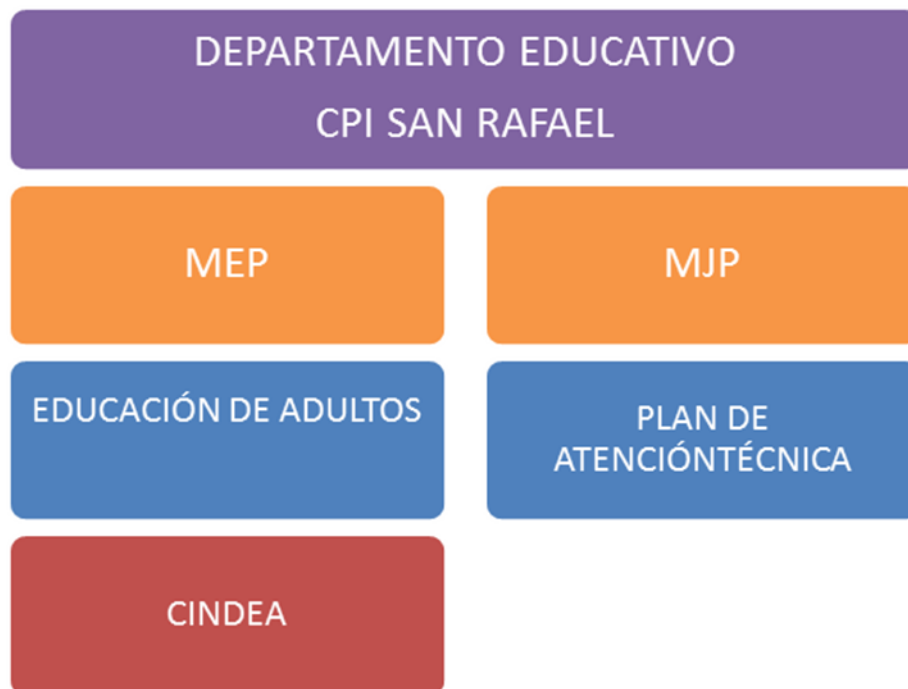 DEPARTAMENTO EDUCATIVO
CPI SAN RAFAEL
MEP
MJP
EDUCACIÓN DE ADULTOS
PLAN DE
ATENCIÓNTÉCNICA
CINDEA